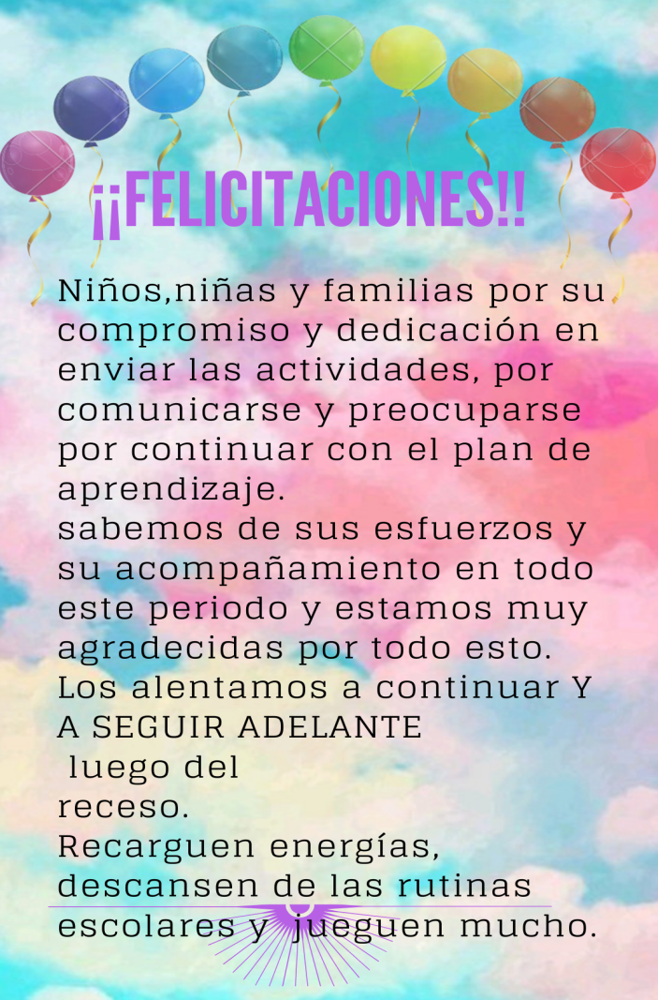 ¡¡FELICITACIONES!!
Niños,niñas y familias por su
compromiso y dedicación en
enviar las actividades, por
comunicarse y preocuparse
por continuar con el plan de
aprendizaje.
sabemos de sus esfuerzos y
su acompañamiento en todo
este periodo y estamos muy
agradecidas por todo esto.
Los alentamos a continuar Y
A SEGUIR ADELANTE
luego del
receso.
Recarguen energías,
descansen de las rutinas
escolares y jueguen mucho.